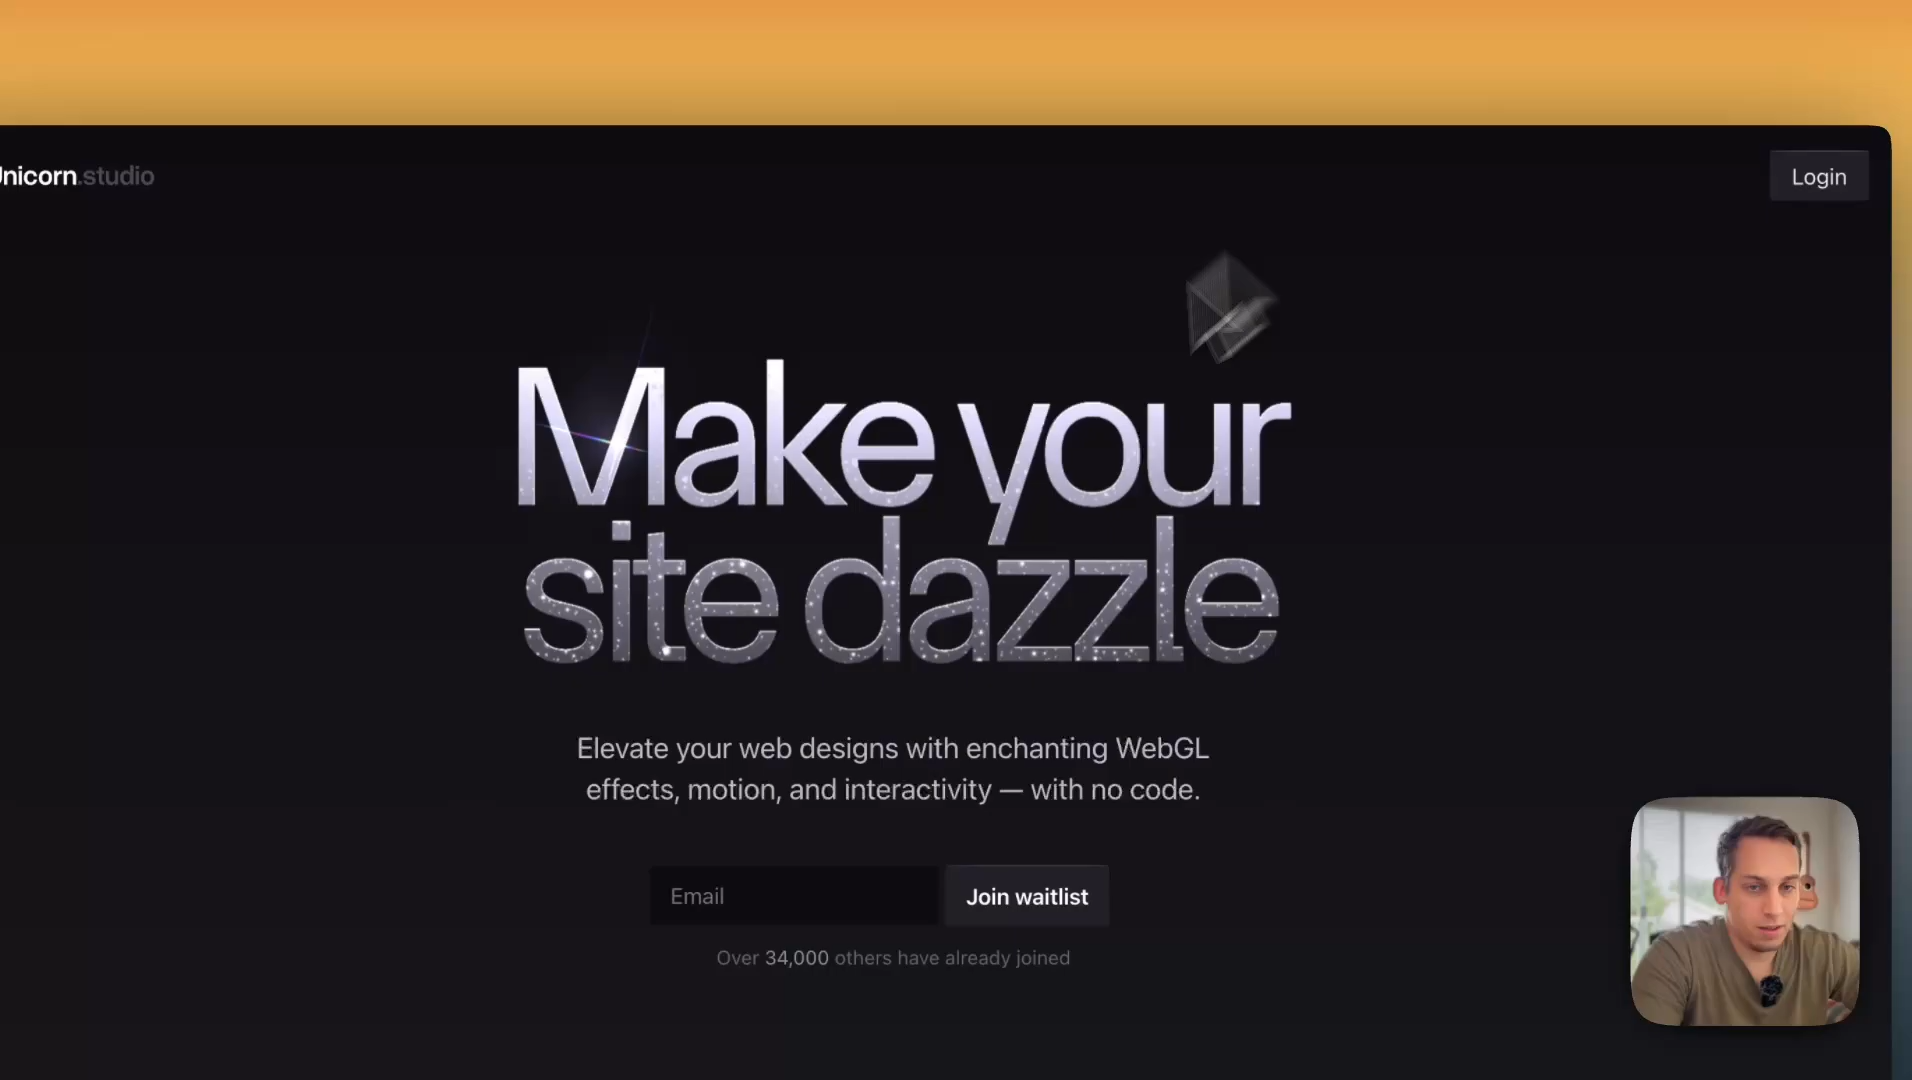 Unicorn.studio
Login
Make your
site dazzle
Elevate your web designs with enchanting WebGL
effects, motion, and interactivity — with no code.
Email
Join waitlist
Over 34,000 others have already joined